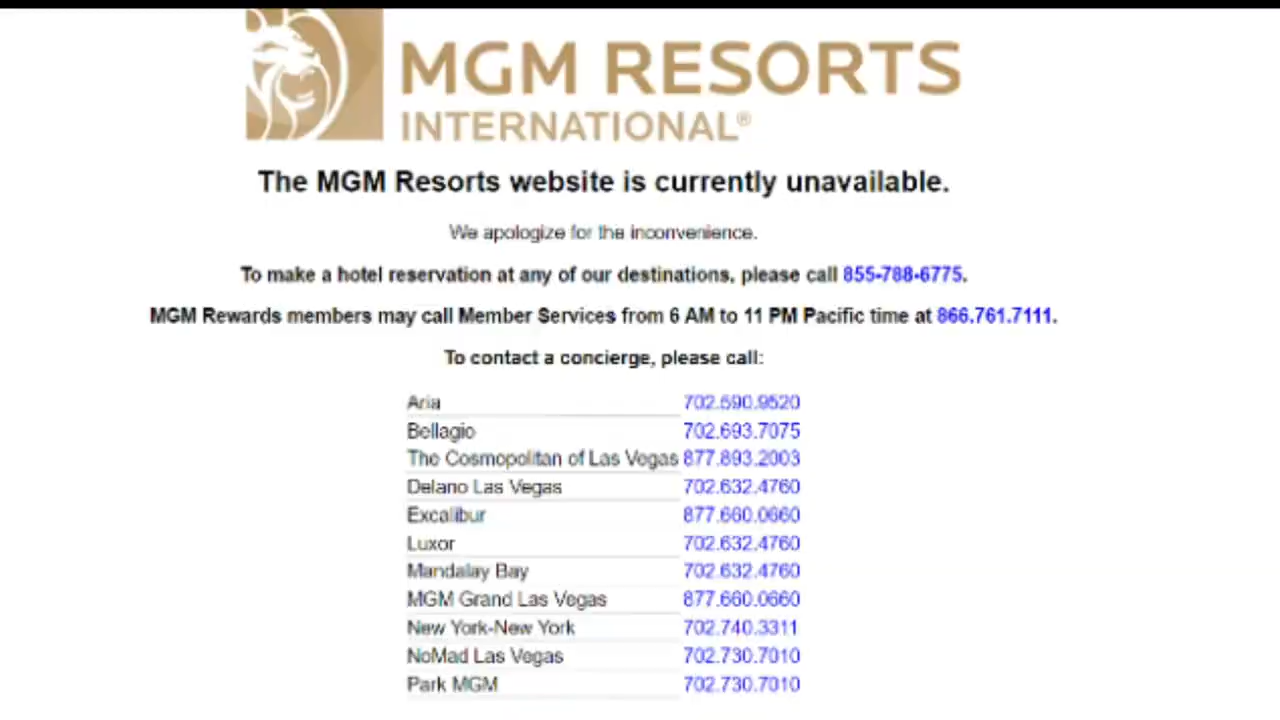 MGM RESORTS
INTERNATIONAL®
The MGM Resorts website is currently unavailable.
We apologize for the inconvenience.
To make a hotel reservation at any of our destinations, please call 855-788-6775.
MGM Rewards members may call Member Services from 6 AM to 11 PM Pacific time at 866.761.7111.
To contact a concierge, please call:
Aria 702.590.9520
Bellagio 702.693.7075
The Cosmopolitan of Las Vegas 877.893.2003
Delano Las Vegas 702.632.4760
Excalibur 877.660.0660
Luxor 702.632.4760
Mandalay Bay 702.632.4760
MGM Grand Las Vegas 877.660.0660
New York-New York 702.740.3311
NoMad Las Vegas 702.730.7010
Park MGM 702.730.7010